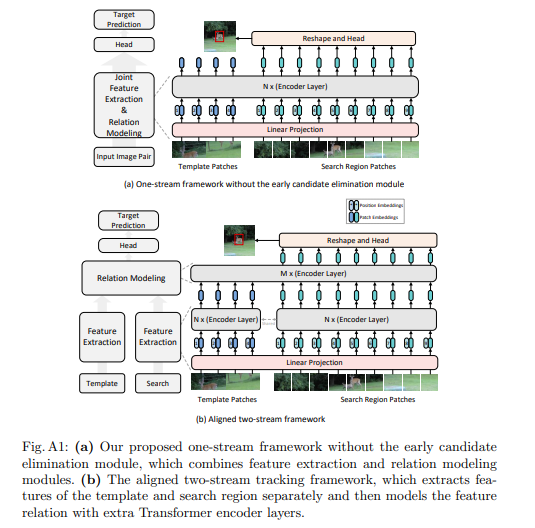 Target
Prediction
Head
Joint
Feature
Extraction
&
Relation
Modeling
Input Image Pair
Reshape and Head
N x (Encoder Layer)
Linear Projection
Template Patches
Search Region Patches
(a) One-stream framework without the early candidate elimination module
Position Embeddings
Patch Embeddings
Target
Prediction
Head
Relation Modeling
Feature
Extraction
Feature
Extraction
Template
Search
Reshape and Head
M x (Encoder Layer)
N x (Encoder Layer)
N x (Encoder Layer)
Linear Projection
Template Patches
Search Region Patches
(b) Aligned two-stream framework
Fig. A1: (a) Our proposed one-stream framework without the early candidate
elimination module, which combines feature extraction and relation modeling
modules. (b) The aligned two-stream tracking framework, which extracts fea-
tures of the template and search region separately and then models the feature
relation with extra Transformer encoder layers.